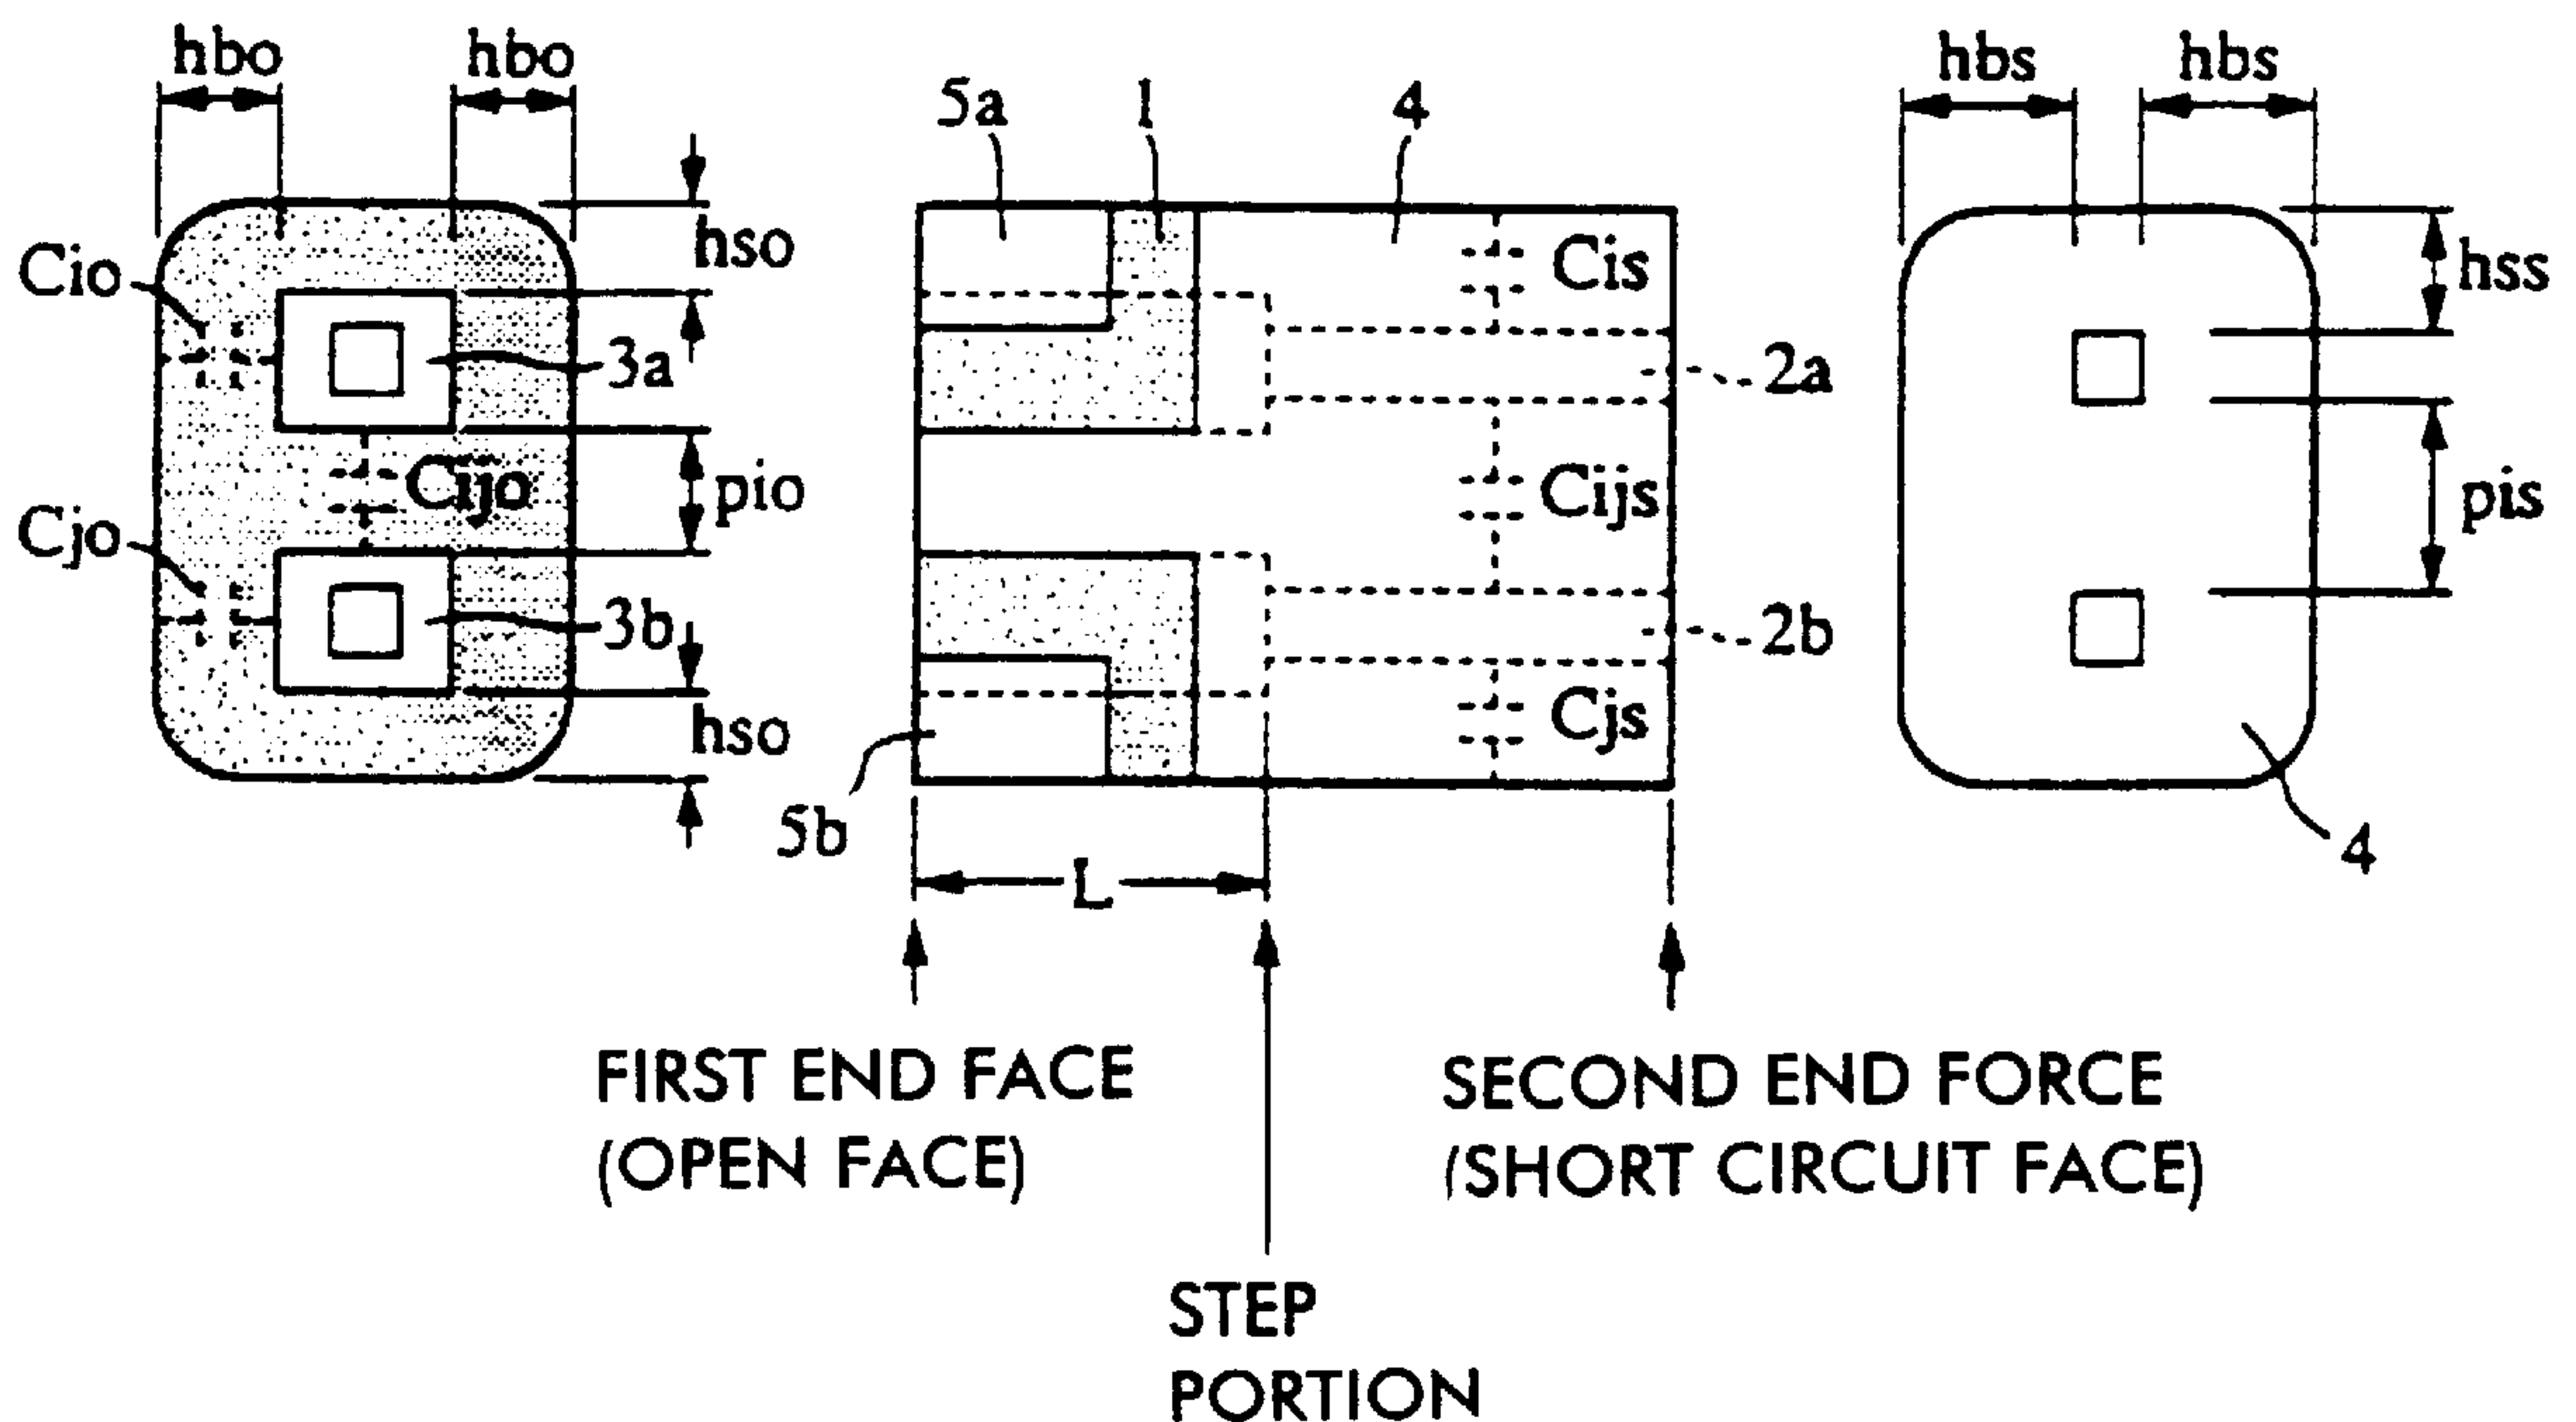 hbo hbo
hso
Cio
3a
Cijo
pio
Cjo
3b
hso
5a 1 4
Cis
2a
Cijs
2b
Cjs
5b
L
hbs hbs
hss
pis
4
FIRST END FACE
(OPEN FACE)
SECOND END FORCE
(SHORT CIRCUIT FACE)
STEP
PORTION